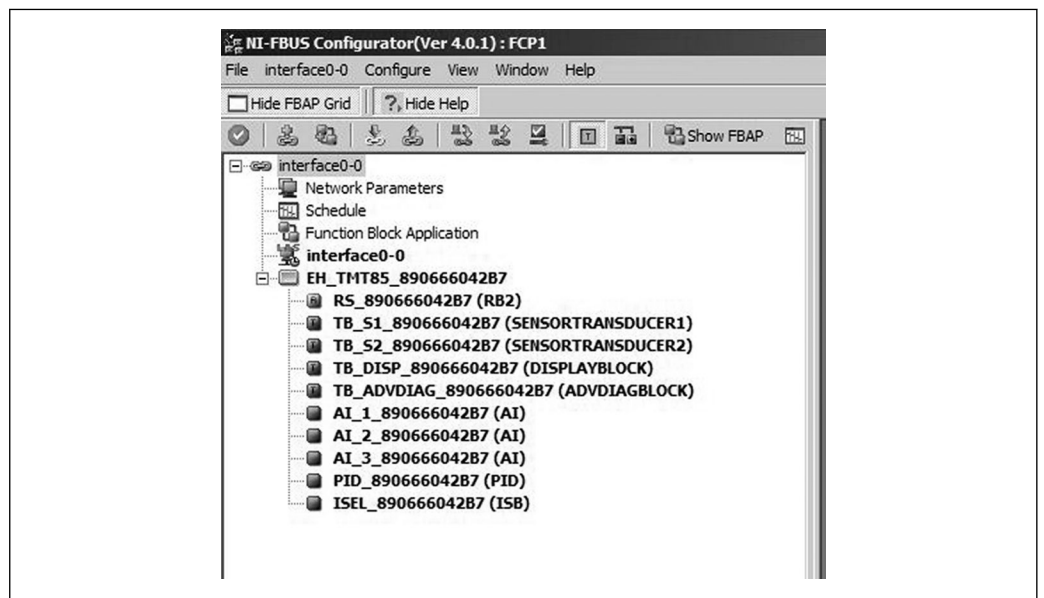 NI-FBUS Configurator(Ver 4.0.1) : FCP1
File interface0-0 Configure View Window Help
Hide FBAP Grid ? Hide Help
T Show FBAP
interface0-0
Network Parameters
Schedule
Function Block Application
interface0-0
EH_TMT85_890666042B7
RS_890666042B7 (RB2)
TB_S1_890666042B7 (SENSORTRANSDUCER1)
TB_S2_890666042B7 (SENSORTRANSDUCER2)
TB_DISP_890666042B7 (DISPLAYBLOCK)
TB_ADVDIAG_890666042B7 (ADVDIAGBLOCK)
AI_1_890666042B7 (AI)
AI_2_890666042B7 (AI)
AI_3_890666042B7 (AI)
PID_890666042B7 (PID)
ISEL_890666042B7 (ISB)